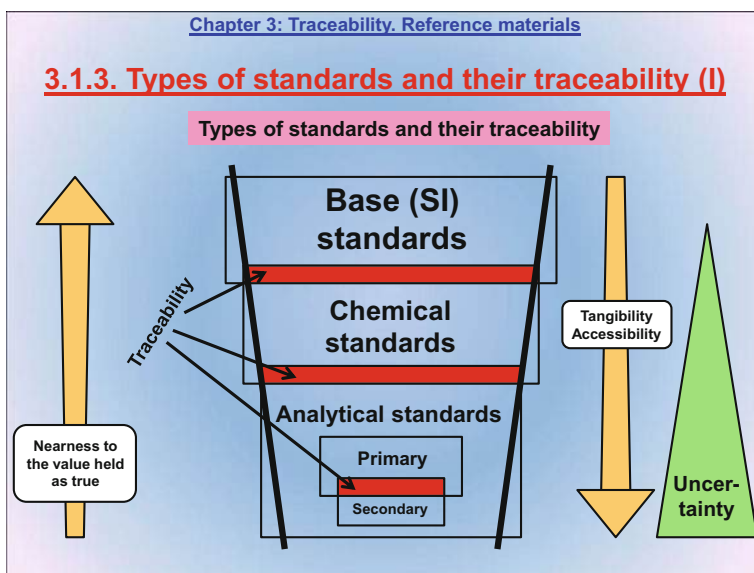 Chapter 3: Traceability. Reference materials
3.1.3. Types of standards and their traceability (I)
Types of standards and their traceability
Base (SI)
standards
Traceability
Chemical
standards
Tangibility
Accessibility
Analytical standards
Nearness to
the value held
as true
Primary
Secondary
Uncer-
tainty